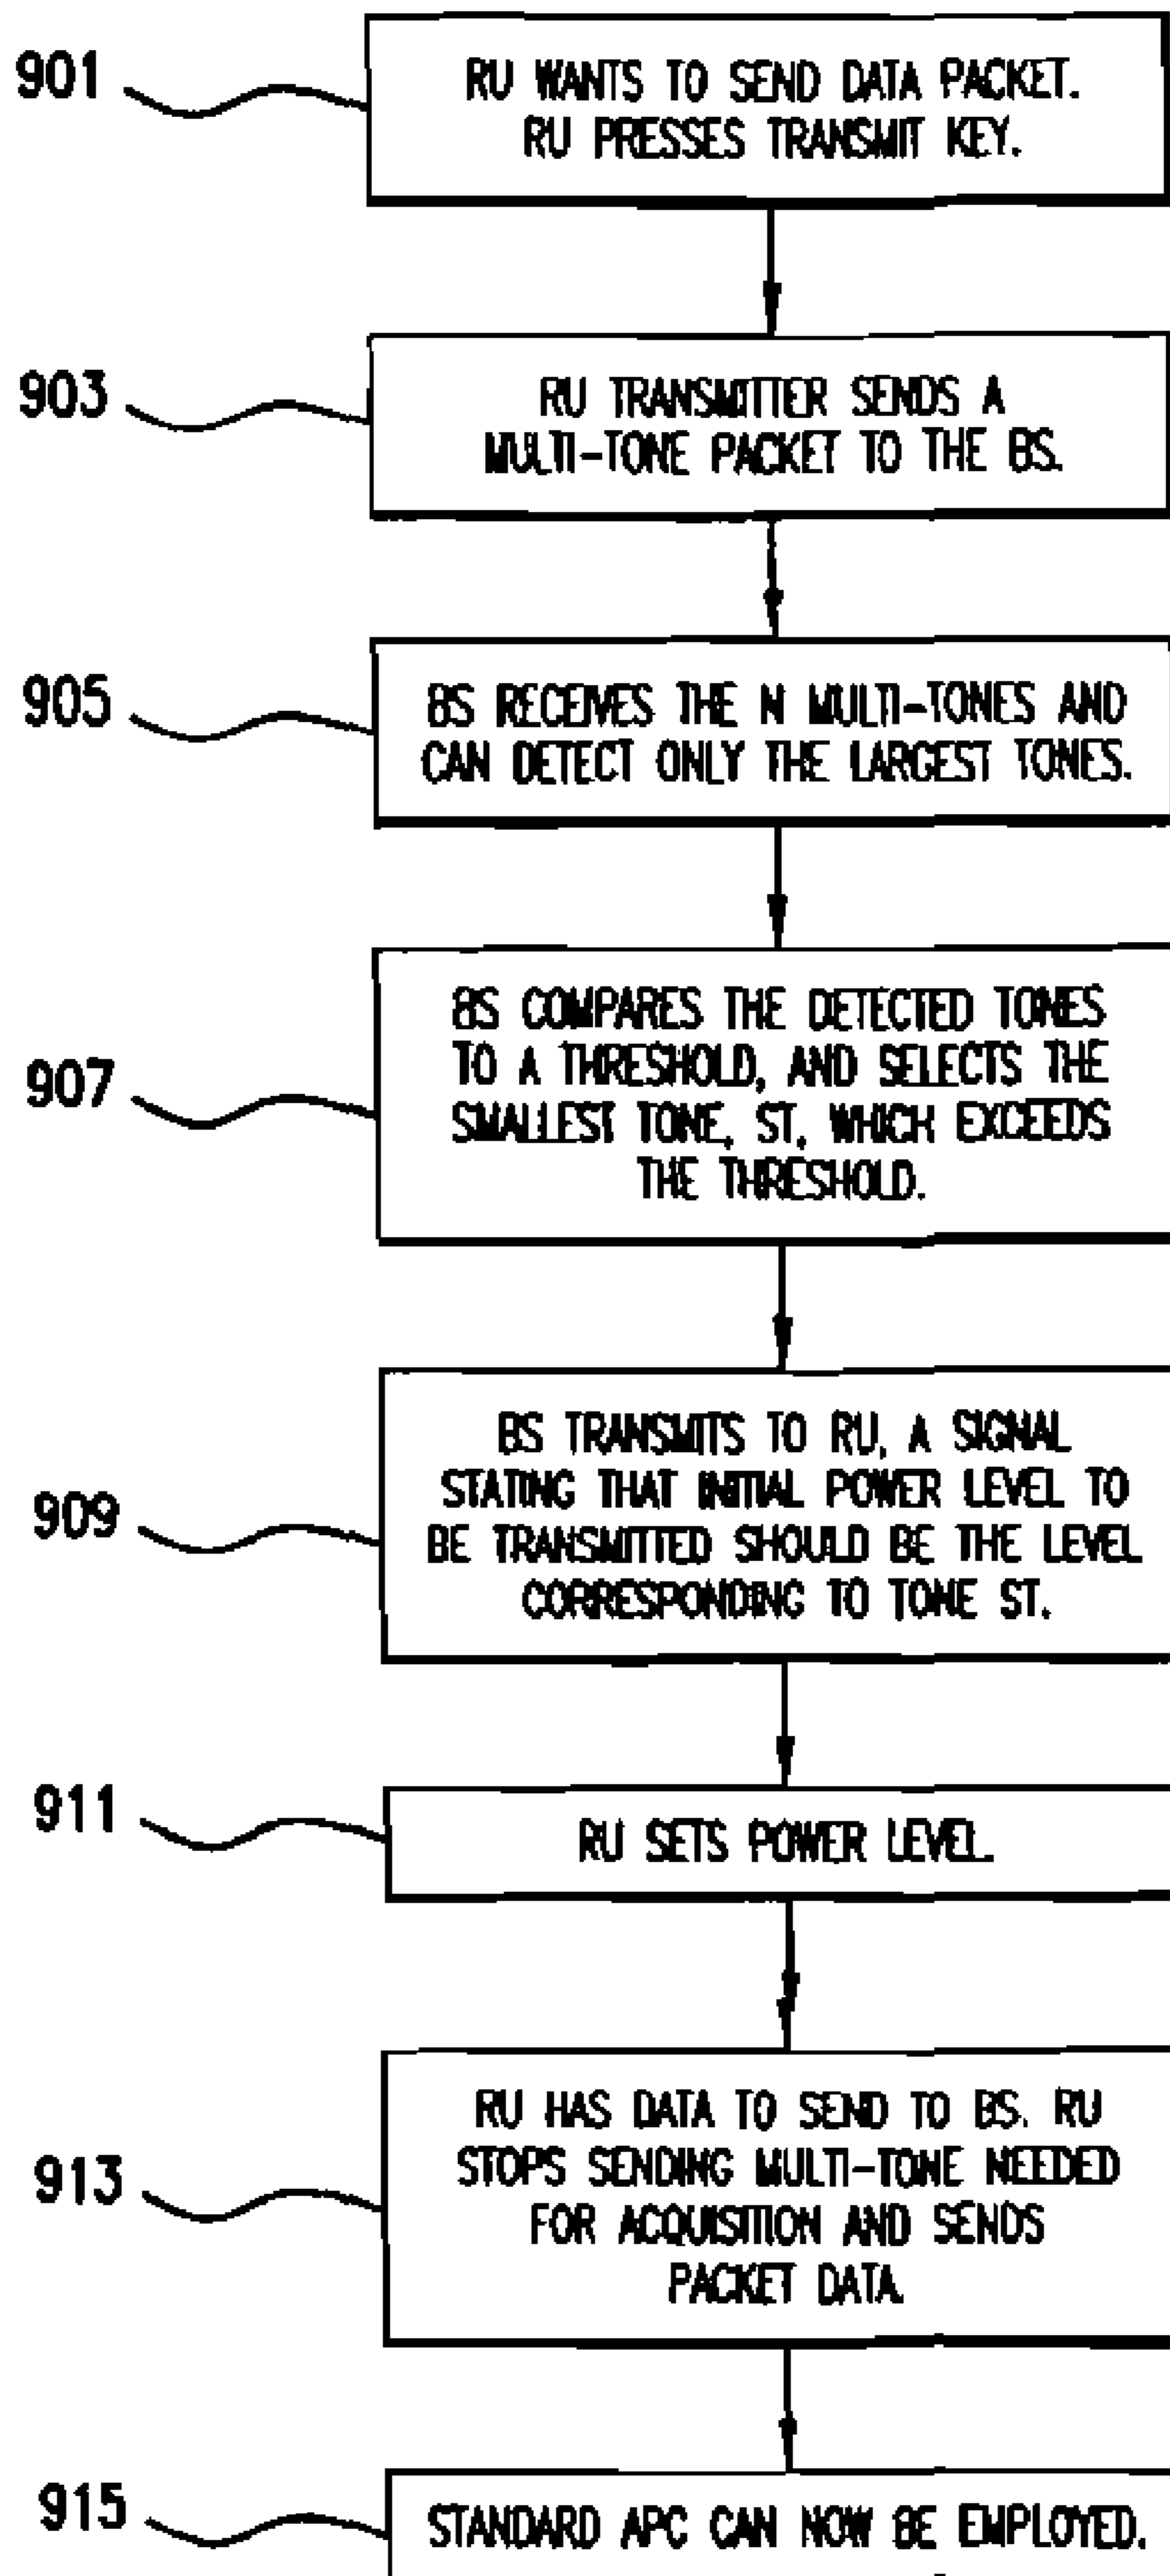 901
RU WANTS TO SEND DATA PACKET.
RU PRESSES TRANSMIT KEY.
903
RU TRANSMITTER SENDS A
MULTI-TONE PACKET TO THE BS.
905
BS RECEIVES THE N MULTI-TONES AND
CAN DETECT ONLY THE LARGEST TONES.
907
BS COMPARES THE DETECTED TONES
TO A THRESHOLD, AND SELECTS THE
SMALLEST TONE, ST, WHICH EXCEEDS
THE THRESHOLD.
909
BS TRANSMITS TO RU, A SIGNAL
STATING THAT INITIAL POWER LEVEL TO
BE TRANSMITTED SHOULD BE THE LEVEL
CORRESPONDING TO TONE ST.
911
RU SETS POWER LEVEL.
913
RU HAS DATA TO SEND TO BS. RU
STOPS SENDING MULTI-TONE NEEDED
FOR ACQUISITION AND SENDS
PACKET DATA.
915
STANDARD APC CAN NOW BE EMPLOYED.